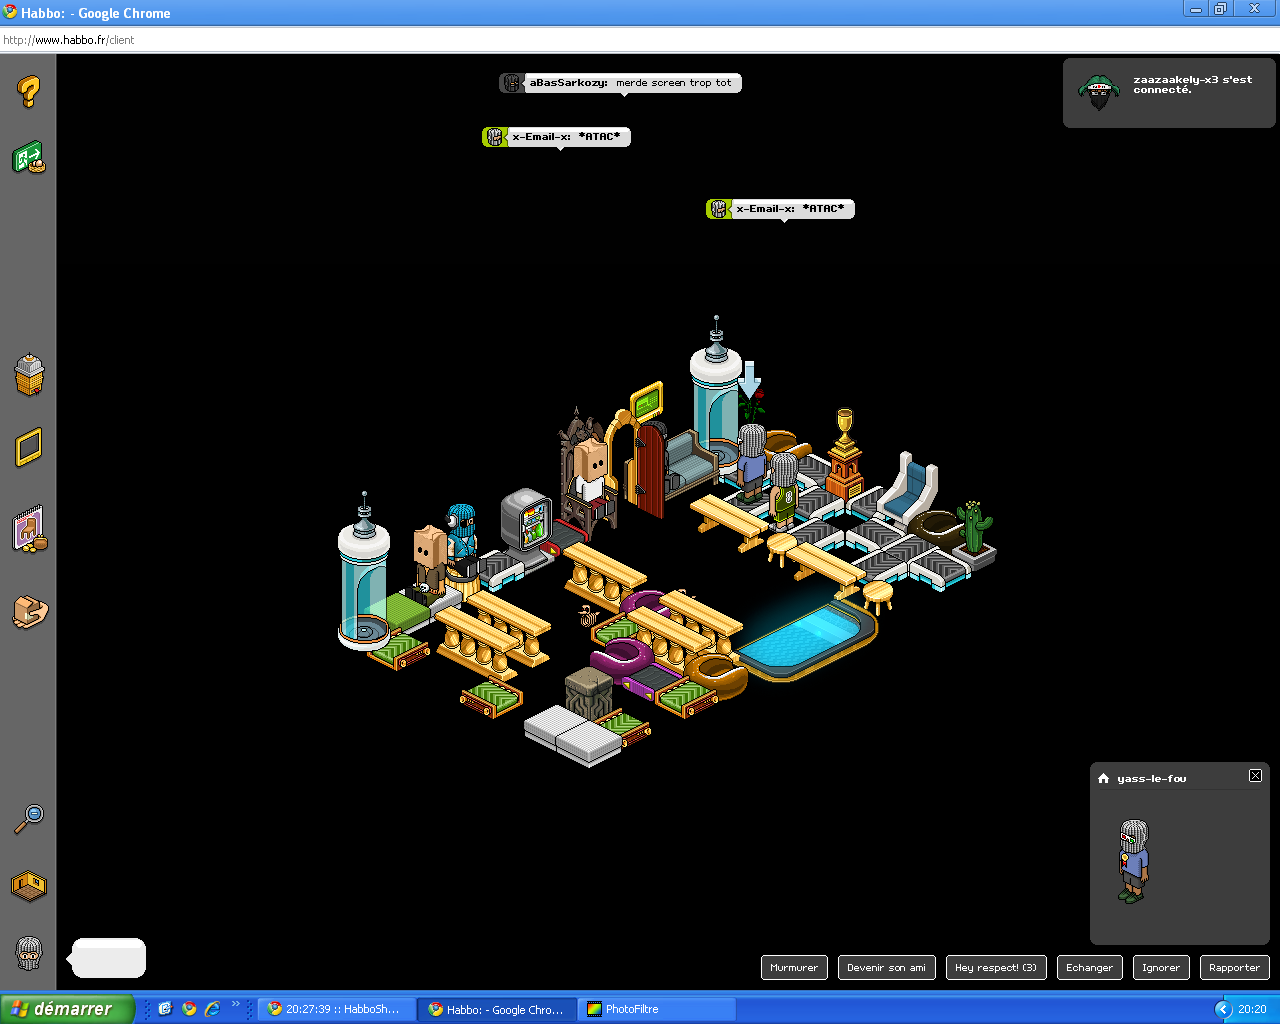 Habbo: - Google Chrome
http://www.habbo.fr/client
aBasSarkozy: merde screen trop tot
zaazaakely-x3 s'est
connecté.
x-Email-x: *ATAC*
x-Email-x: *ATAC*
8
yass-le-fou
Murmurer
Devenir son ami
Hey respect! (3)
Echanger
Ignorer
Rapporter
démarrer
20:27:39 :: HabboSh...
Habbo: - Google Chro...
PhotoFiltre
20:20